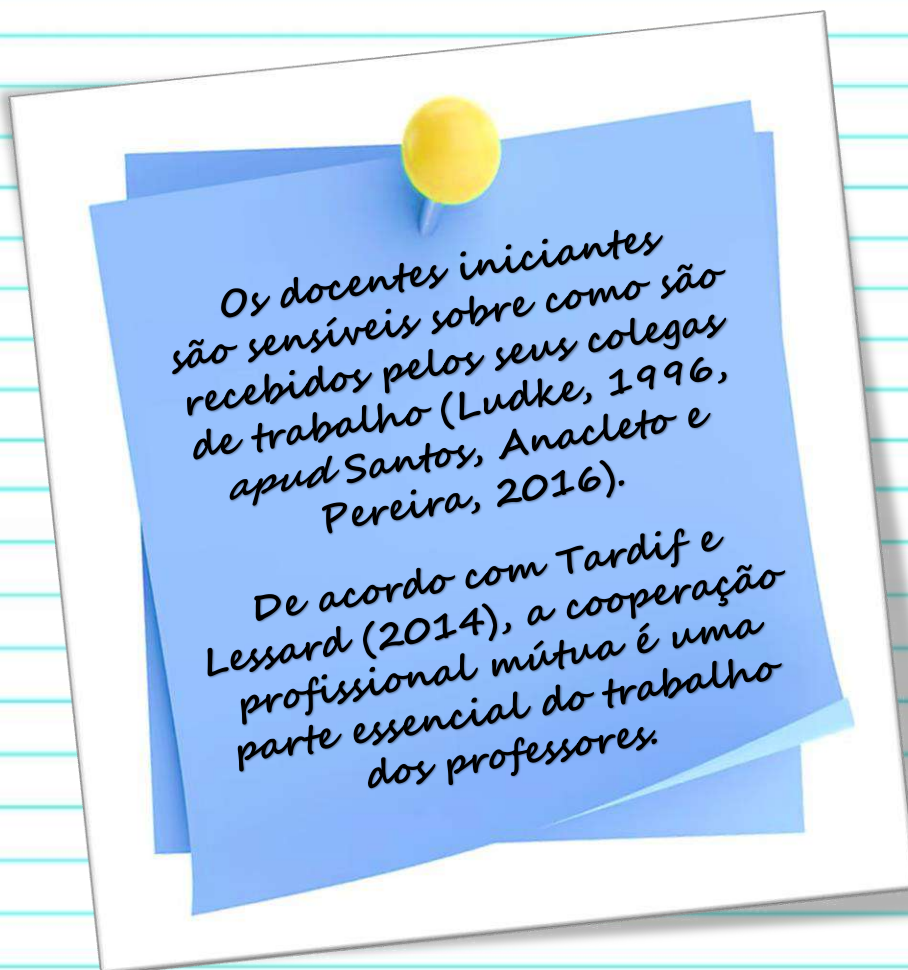 Os docentes iniciantes
são sensíveis sobre como são
recebidos pelos seus colegas
de trabalho (Ludke, 1996,
apud Santos, Anacleto e
Pereira, 2016).
De acordo com Tardif e
Lessard (2014), a cooperação
profissional mútua é uma
parte essencial do trabalho
dos professores.